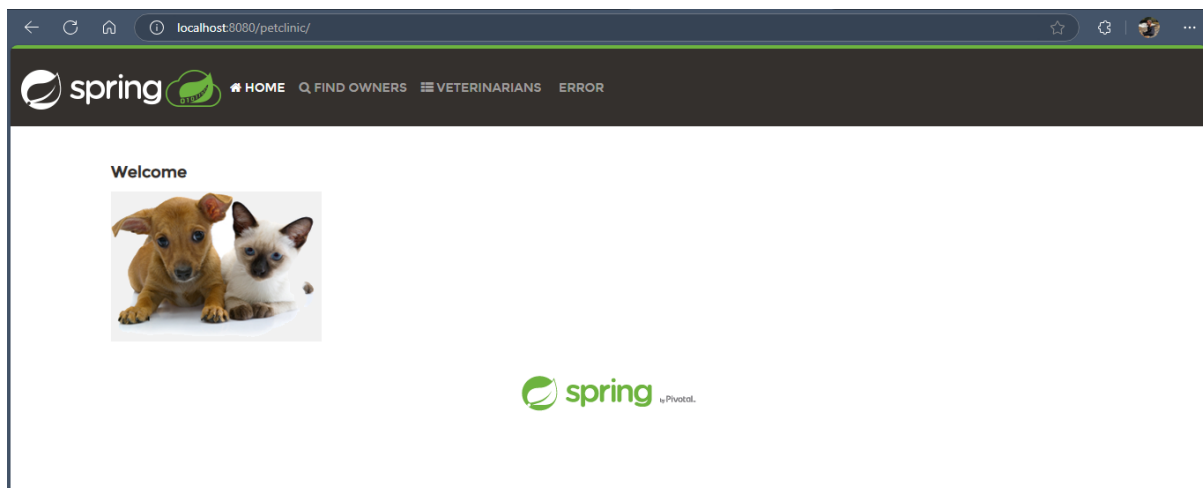 localhost:8080/petclinic/
spring HOME FIND OWNERS VETERINARIANS ERROR
Welcome
spring by Pivotal.